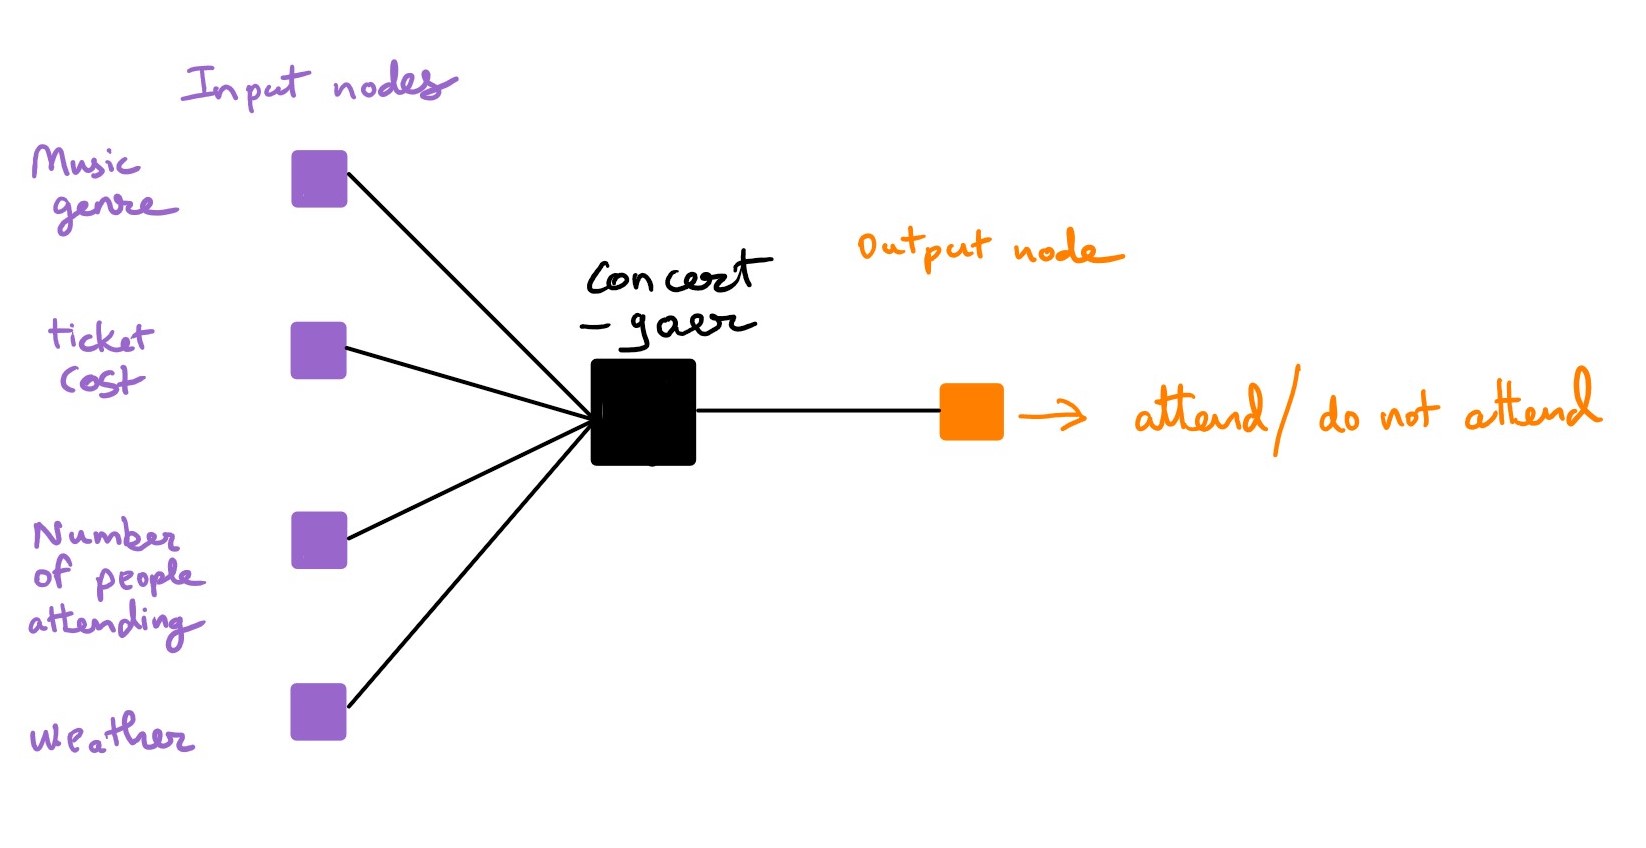 Input nodes
Music
genre
ticket
cost
Number
of people
attending
weather
concert
- goer
output node
→ attend/ do not attend